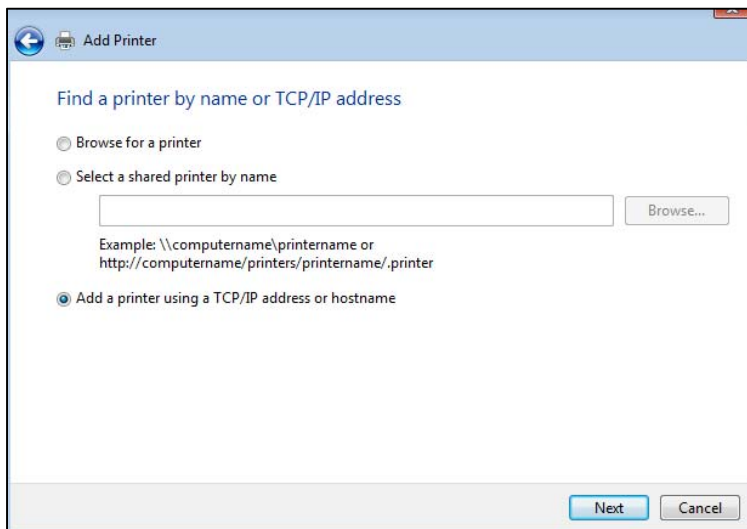 Add Printer
Find a printer by name or TCP/IP address
Browse for a printer
Select a shared printer by name
Browse...
Example: \\computername\printername or
http://computername/printers/printername/.printer
Add a printer using a TCP/IP address or hostname
Next Cancel